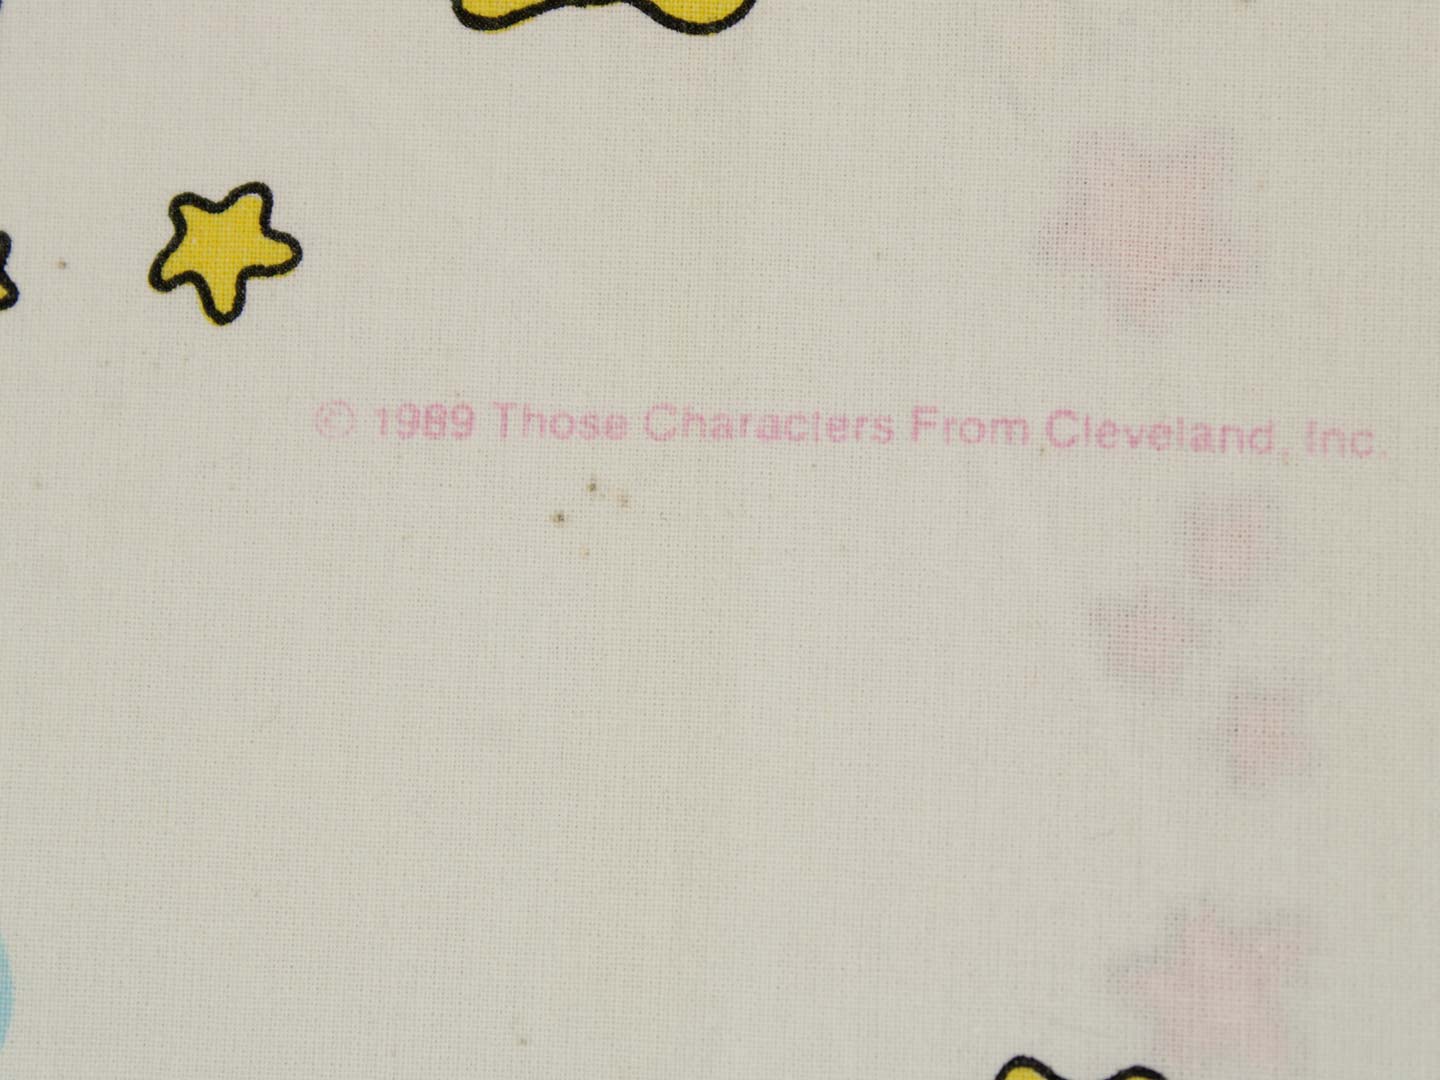 © 1989 Those Characters From Cleveland, Inc.